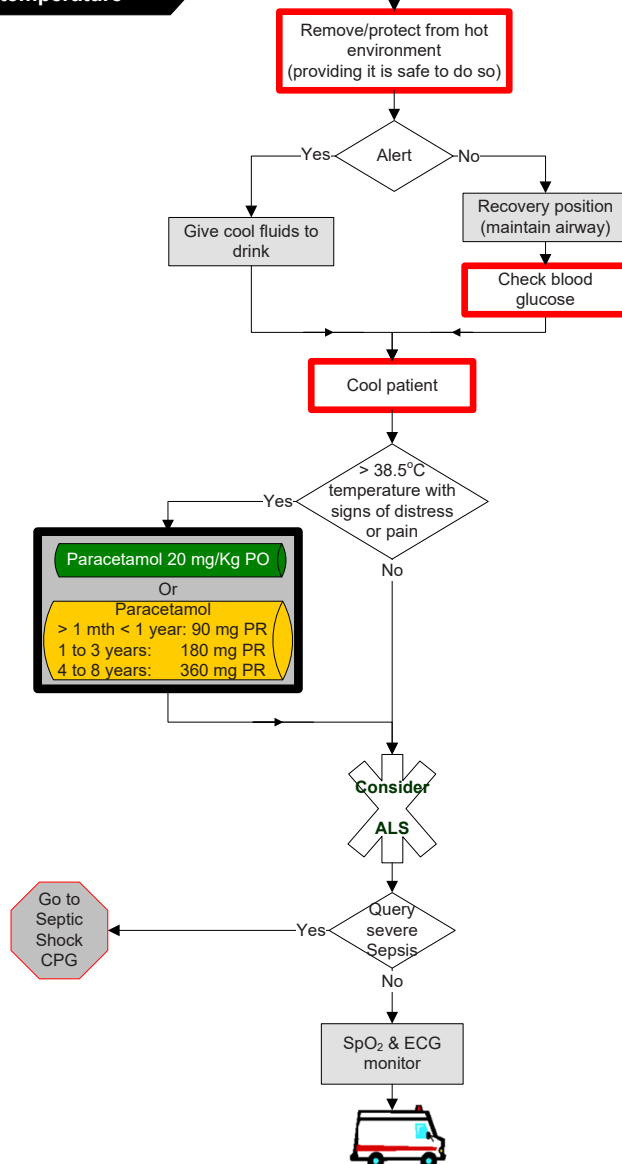 temperature
Remove/protect from hot
environment
(providing it is safe to do so)
Yes
Alert
No
Give cool fluids to
drink
Recovery position
(maintain airway)
Check blood
glucose
Cool patient
> 38.5°C
temperature with
signs of distress
or pain
Yes
No
Paracetamol 20 mg/Kg PO
Or
Paracetamol
> 1 mth < 1 year: 90 mg PR
1 to 3 years: 180 mg PR
4 to 8 years: 360 mg PR
Consider
ALS
Query
severe
Sepsis
Yes
Go to
Septic
Shock
CPG
No
SpO₂ & ECG
monitor